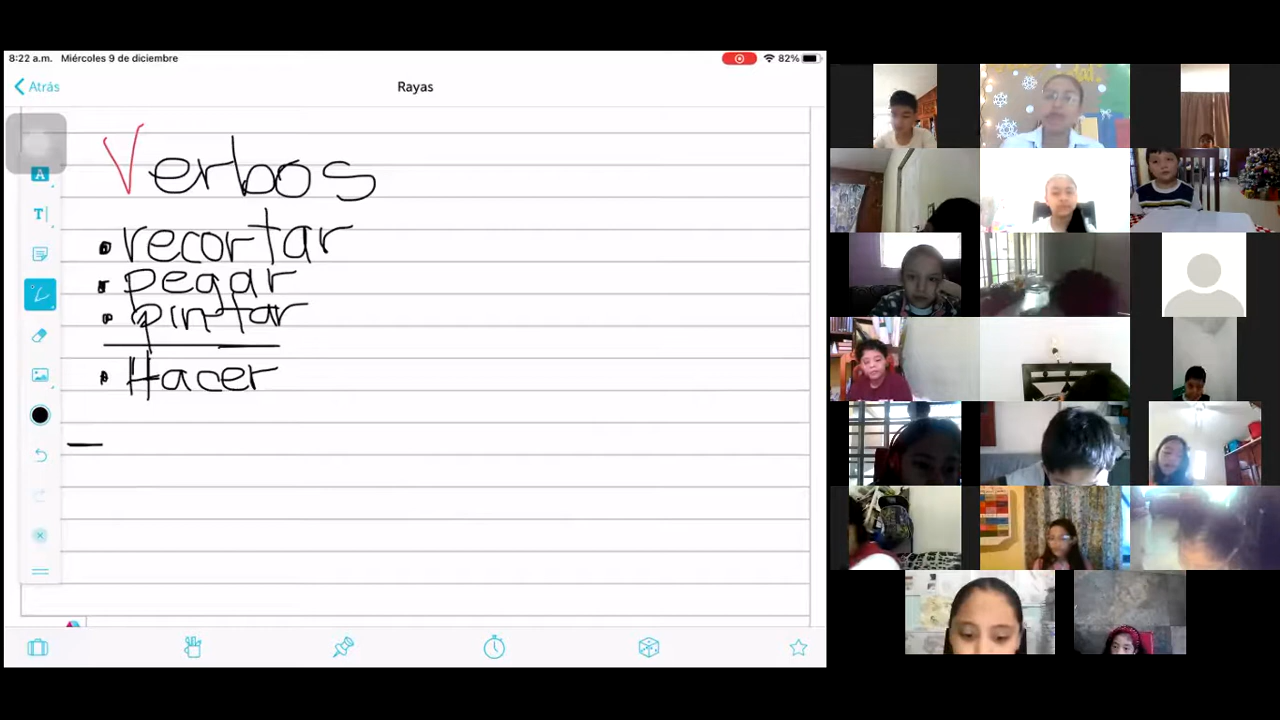 8:22 a.m. Miércoles 9 de diciembre
82%
Atrás
Rayas
A
T
Verbos
• recortar
• pegar
• pintar
• Hacer